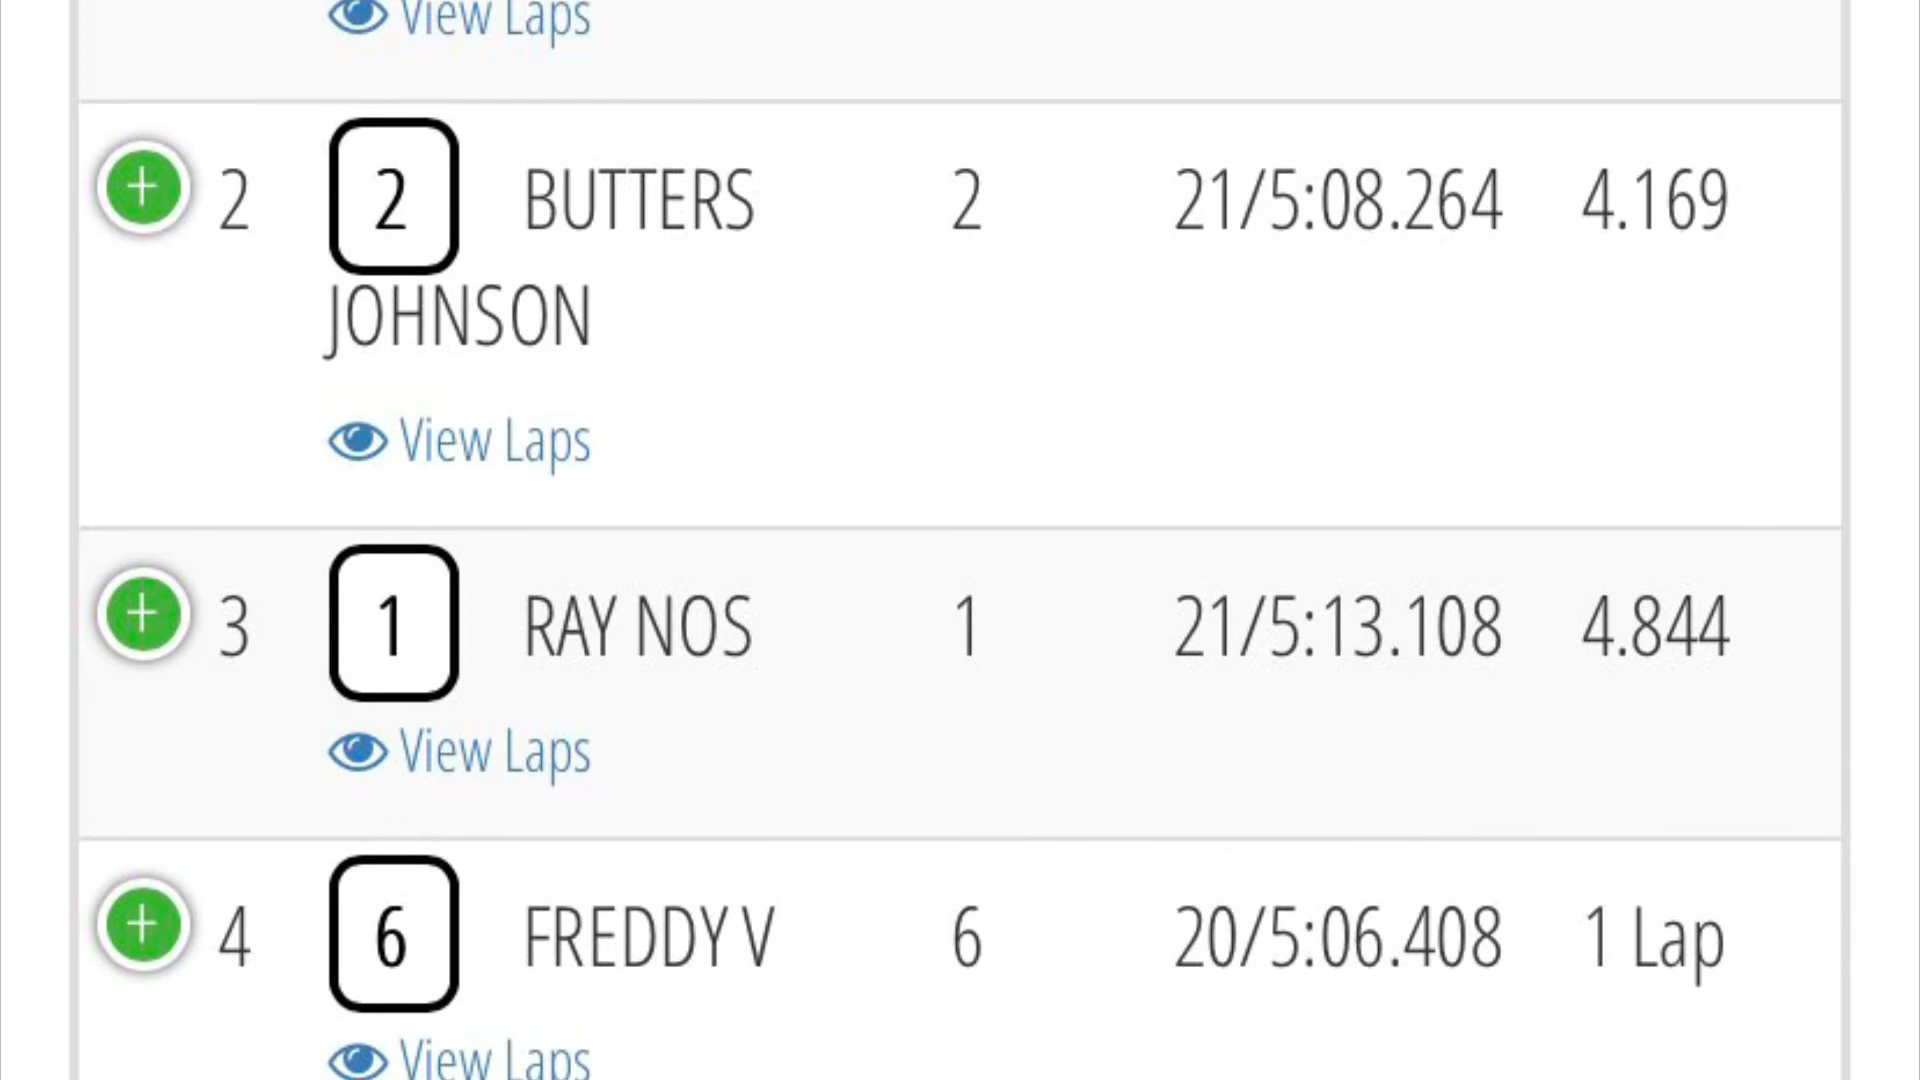 View Laps
2 2 BUTTERS 2 21/5:08.264 4.169
JOHNSON
View Laps
3 1 RAY NOS 1 21/5:13.108 4.844
View Laps
4 6 FREDDY V 6 20/5:06.408 1 Lap
View Laps